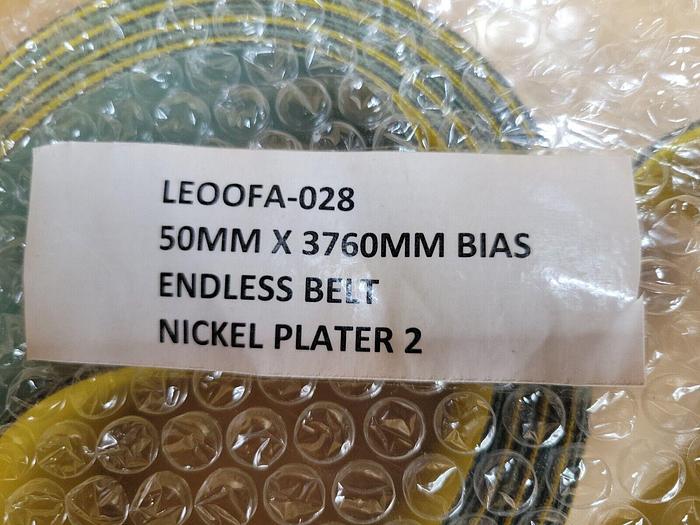 LEOOFA-028
50MM X 3760MM BIAS
ENDLESS BELT
NICKEL PLATER 2